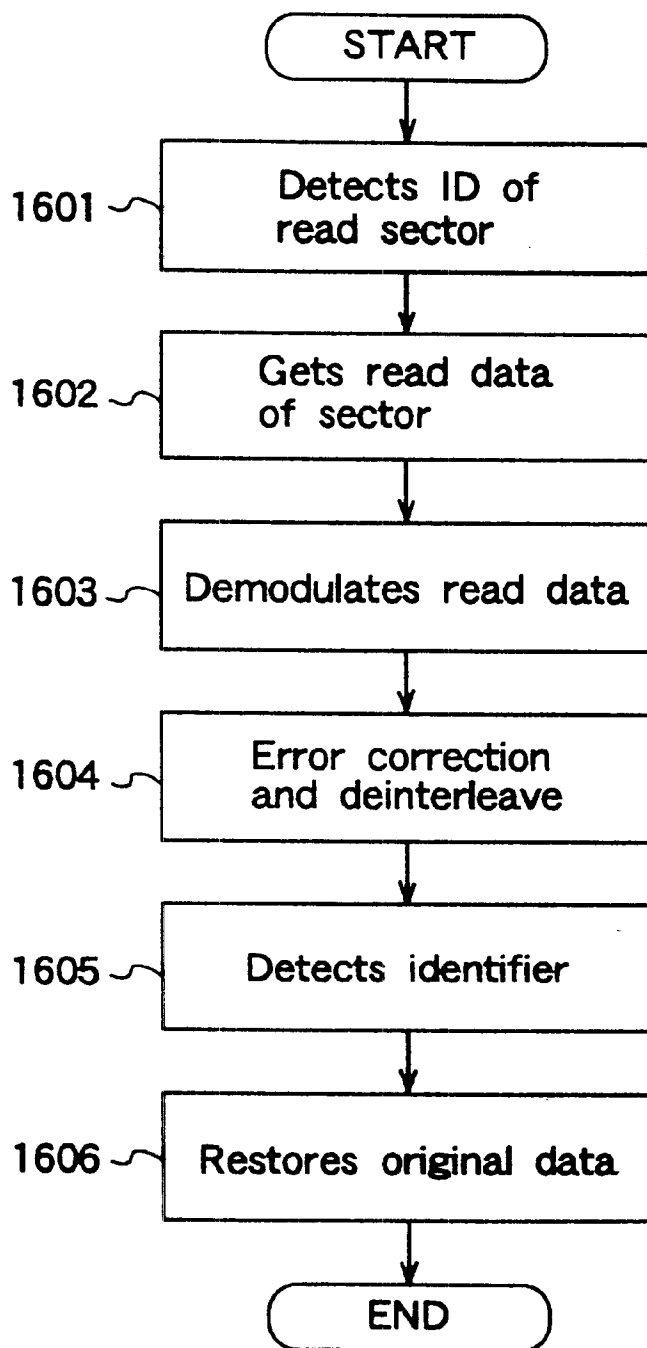 START
1601
Detects ID of
read sector
1602
Gets read data
of sector
1603
Demodulates read data
1604
Error correction
and deinterleave
1605
Detects identifier
1606
Restores original data
END